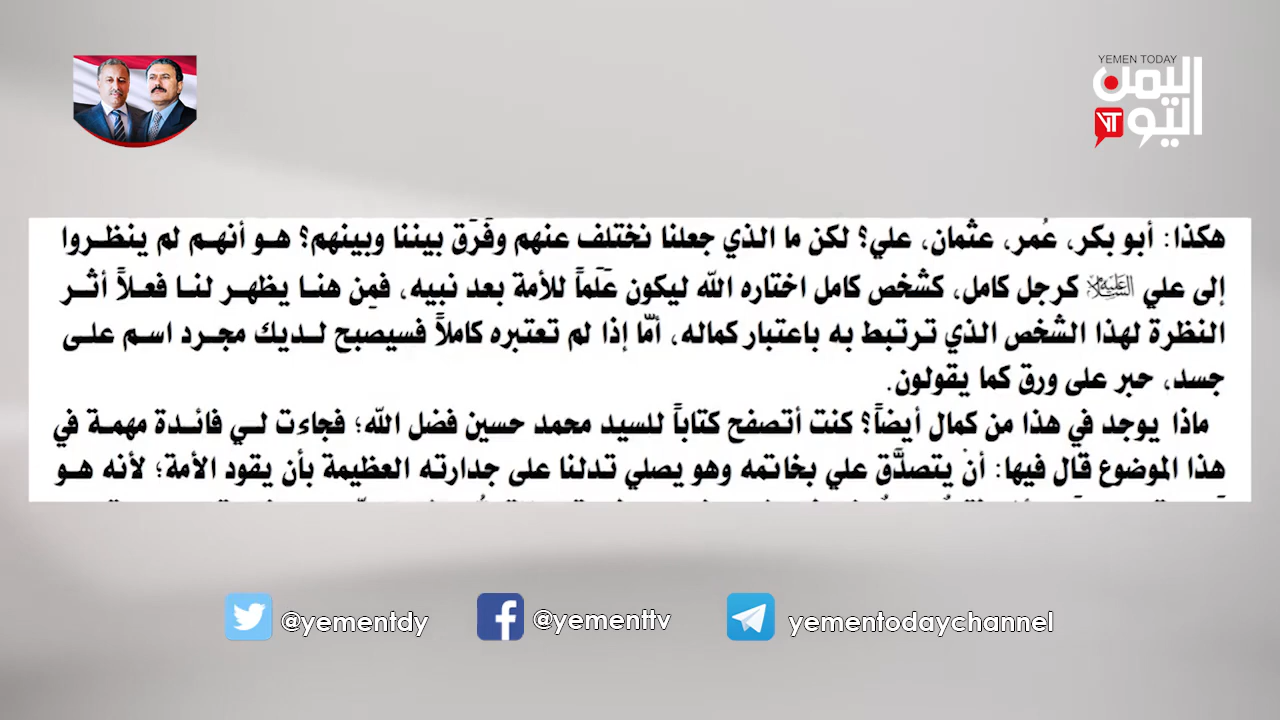 YEMEN TODAY
اليمن
اليوم
YT
هكذا: أبو بكر، عُمر، عثمان، علي؟ لكن ما الذي جعلنا نختلف عنهم وفَرَق بيننا وبينهم؟ هو أنهم لم ينظروا
إلى علي عليه السلام كرجل كامل، كشخص كامل اختاره الله ليكون عَلَماً للأمة بعد نبيه، فمِن هنا يظهر لنا فعلاً أثر
النظرة لهذا الشخص الذي ترتبط به باعتبار كماله، أمّا إذا لم تعتبره كاملاً فسيصبح لديك مجرد اسم على
جسد، حبر على ورق كما يقولون.
ماذا يوجد في هذا من كمال أيضاً؟ كنت أتصفح كتاباً للسيد محمد حسين فضل الله؛ فجاءت لي فائدة مهمة في
هذا الموضوع قال فيها: أنْ يتصدَّق علي بخاتمه وهو يصلي تدلنا على جدارته العظيمة بأن يقود الأمة؛ لأنه هو
@yementdy
@yementtv
yementodaychannel